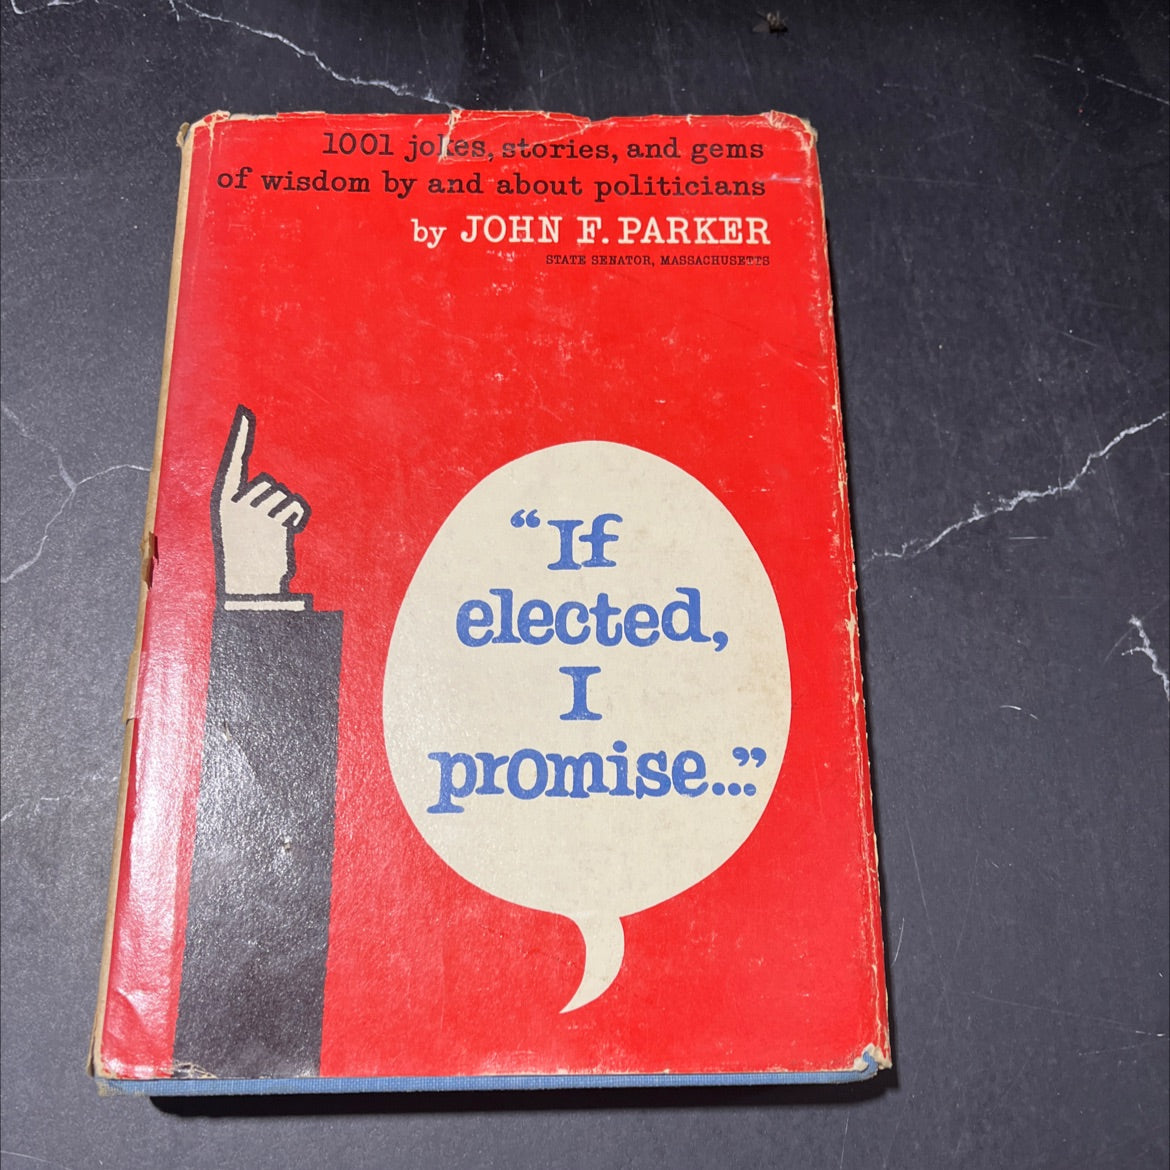 1001 jokes, stories, and gems
of wisdom by and about politicians
by JOHN F. PARKER
STATE SENATOR, MASSACHUSETTS
“If
elected,
I
promise...”